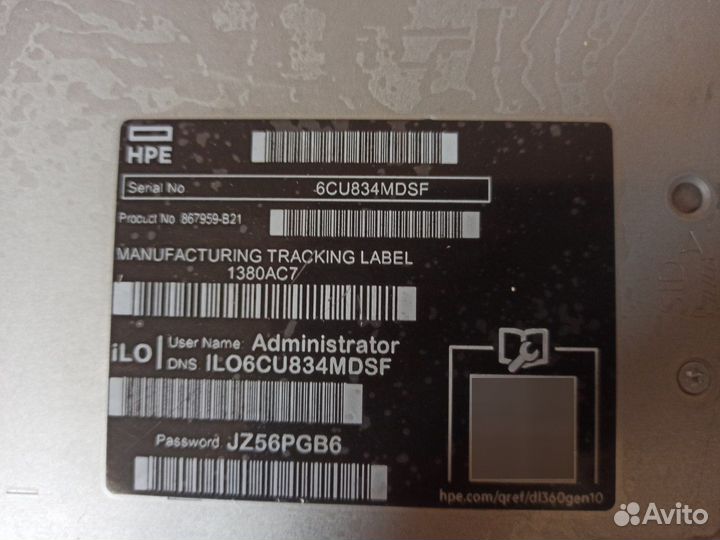 HPE
Serial No 6CU834MDSF
Product No 867959-B21
MANUFACTURING TRACKING LABEL
1380AC7
iLO User Name: Administrator
DNS: ILO6CU834MDSF
Password: JZ56PGB6
hpe.com/qref/dl360gen10
Avito